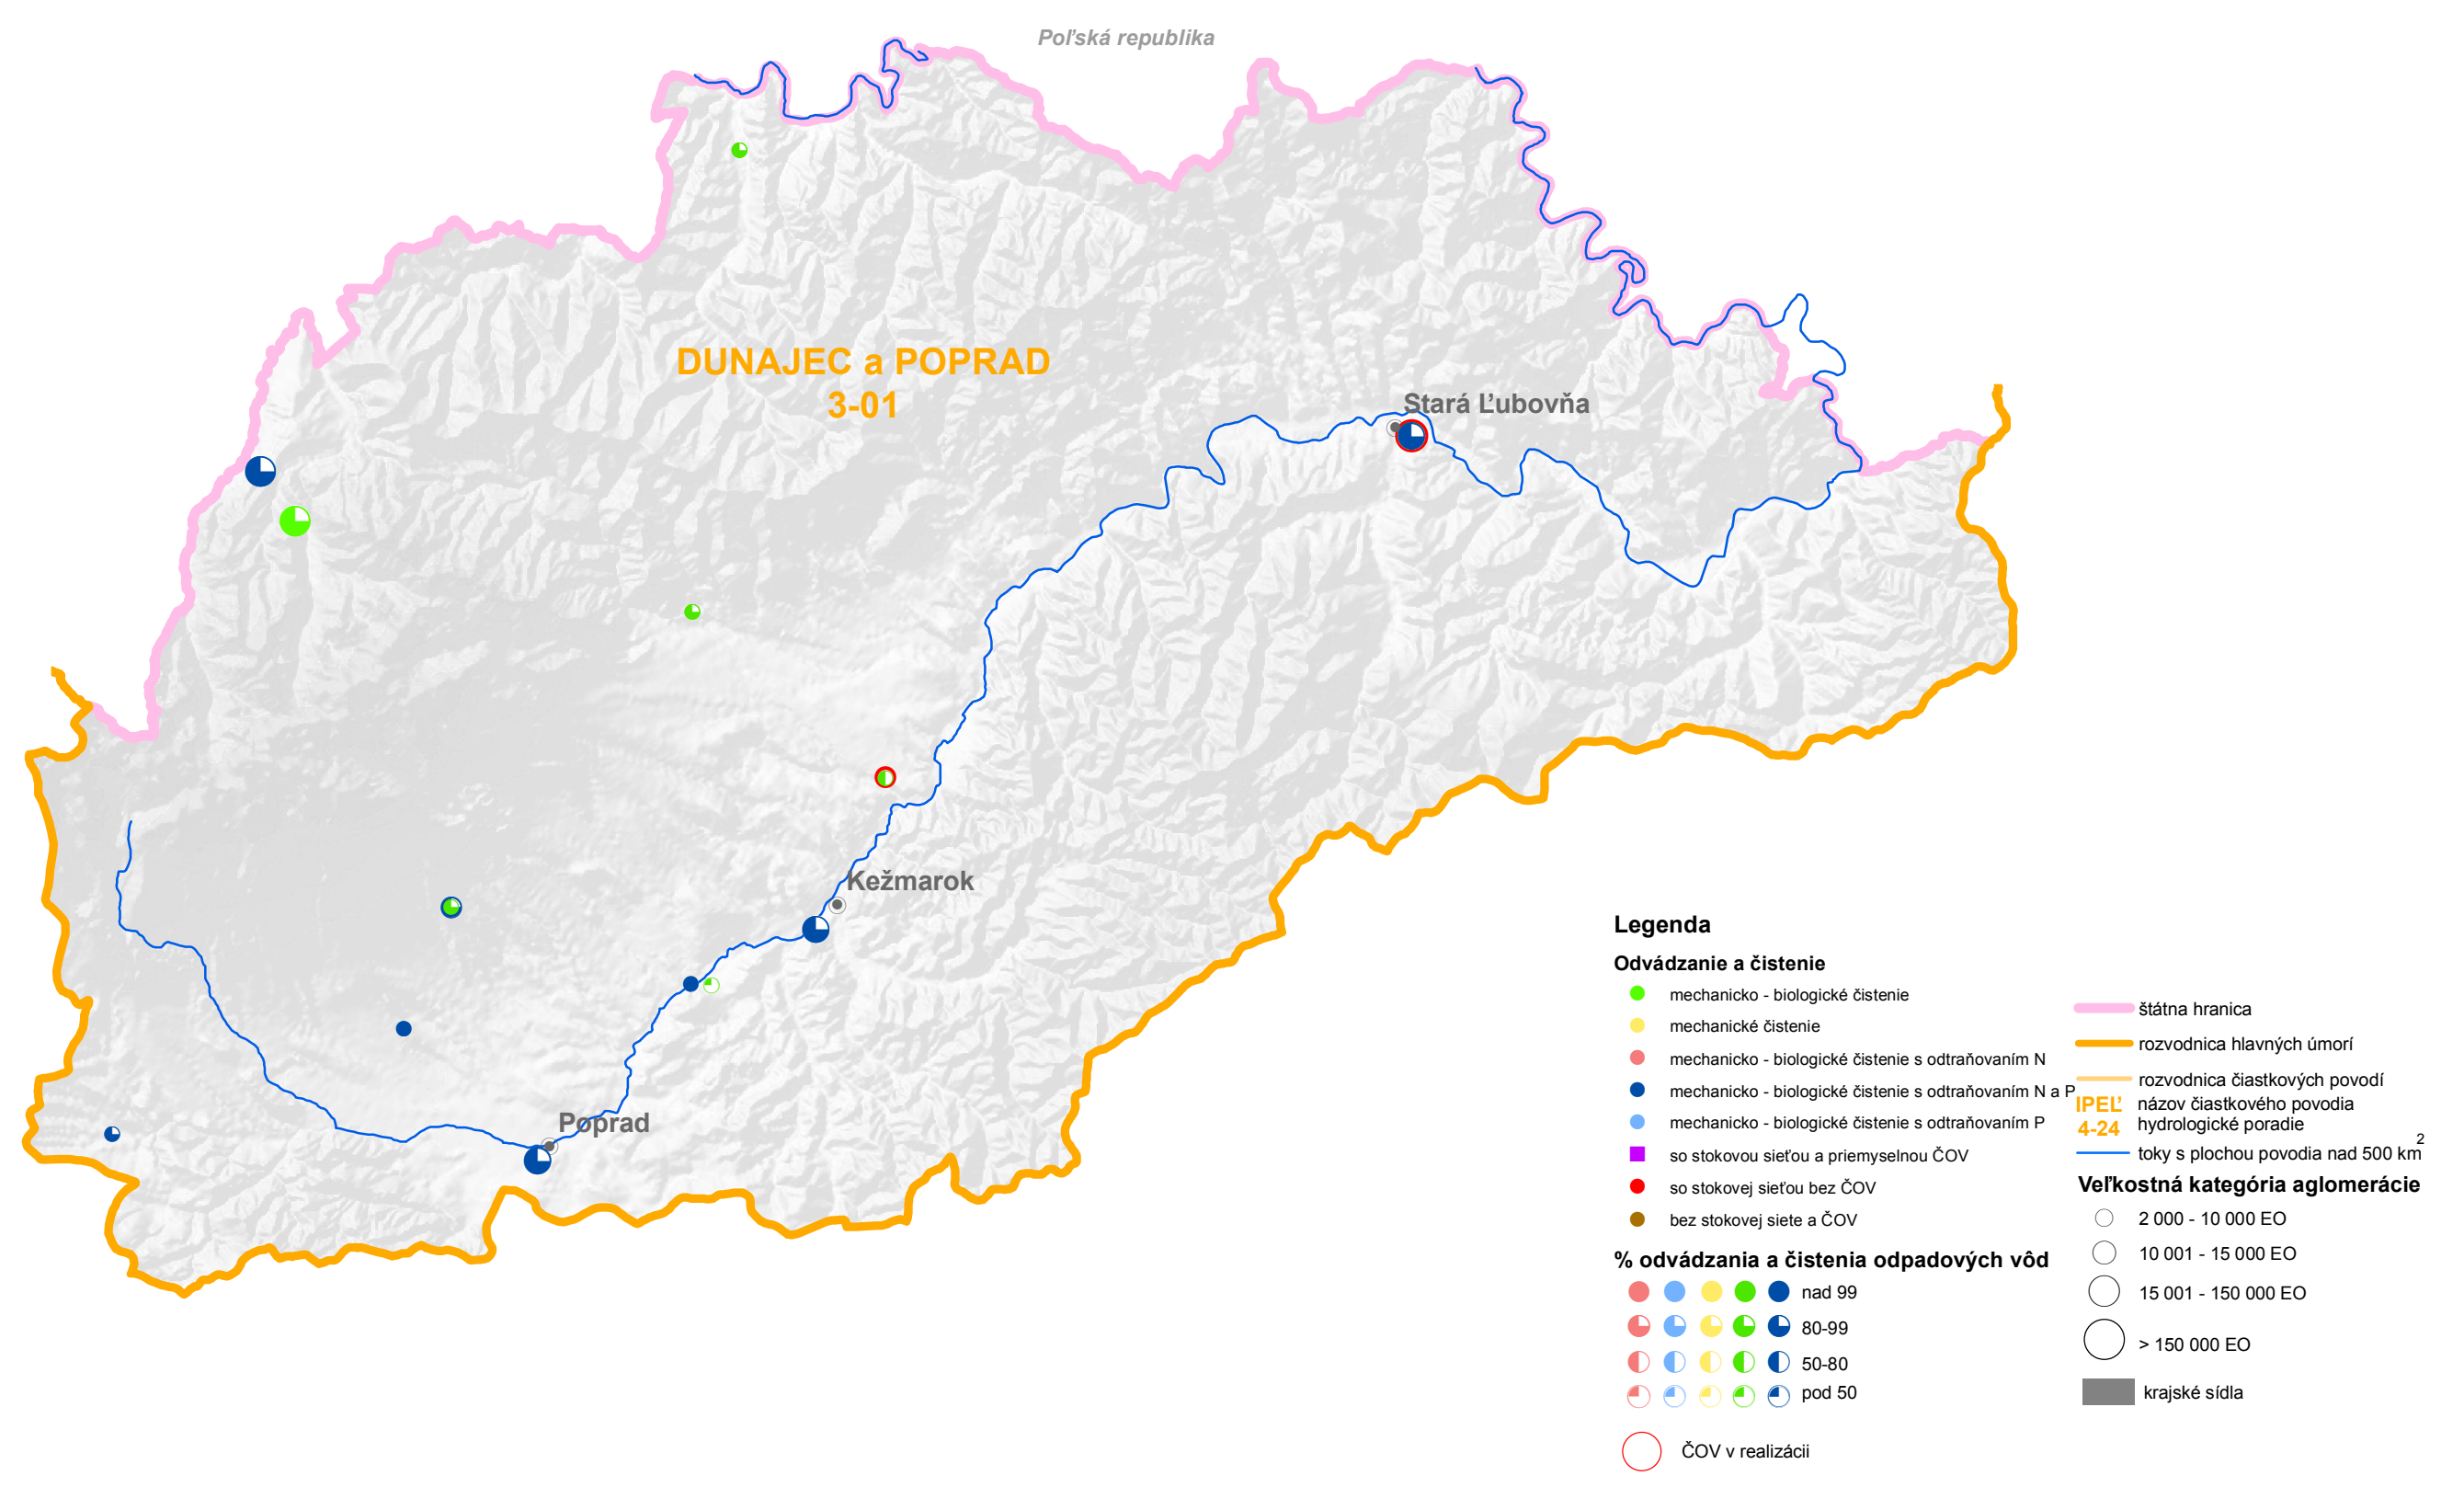 Poľská republika
DUNAJEC a POPRAD
3-01
Stará Ľubovňa
Kežmarok
Poprad
Legenda
Odvádzanie a čistenie
mechanicko - biologické čistenie
mechanické čistenie
mechanicko - biologické čistenie s odtraňovaním N
mechanicko - biologické čistenie s odtraňovaním N a P
mechanicko - biologické čistenie s odtraňovaním P
so stokovou sieťou a priemyselnou ČOV
so stokovej sieťou bez ČOV
bez stokovej siete a ČOV
% odvádzania a čistenia odpadových vôd
nad 99
80-99
50-80
pod 50
ČOV v realizácii
štátna hranica
rozvodnica hlavných úmorí
rozvodnica čiastkových povodí
IPEĽ názov čiastkového povodia
4-24 hydrologické poradie
toky s plochou povodia nad 500 km2
Veľkostná kategória aglomerácie
2 000 - 10 000 EO
10 001 - 15 000 EO
15 001 - 150 000 EO
> 150 000 EO
krajské sídla